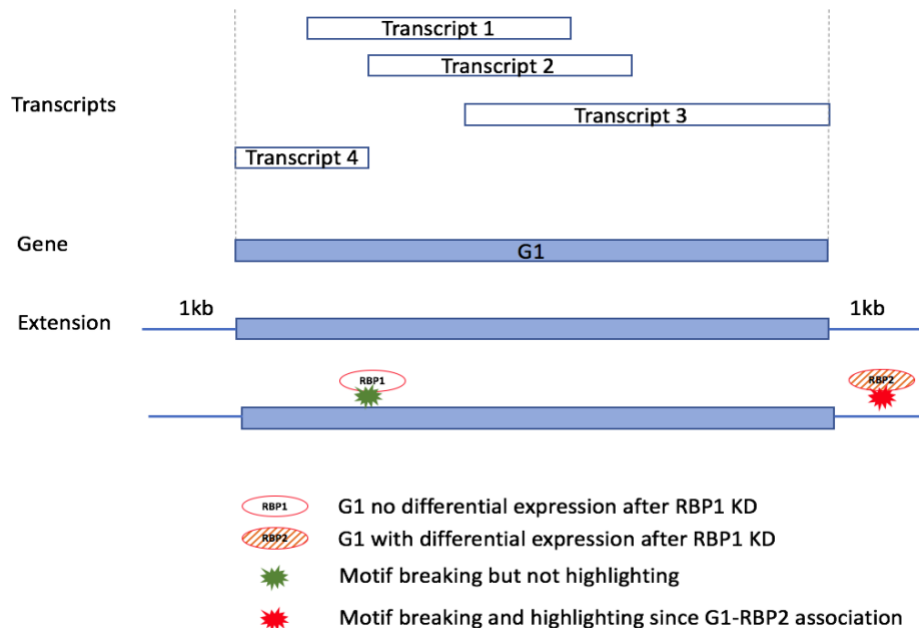 Transcript 1
Transcript 2
Transcripts
Transcript 3
Transcript 4
Gene
G1
1kb
1kb
Extension
RBP1
RBP2
RBP1
G1 no differential expression after RBP1 KD
RBP2
G1 with differential expression after RBP1 KD
Motif breaking but not highlighting
Motif breaking and highlighting since G1-RBP2 association